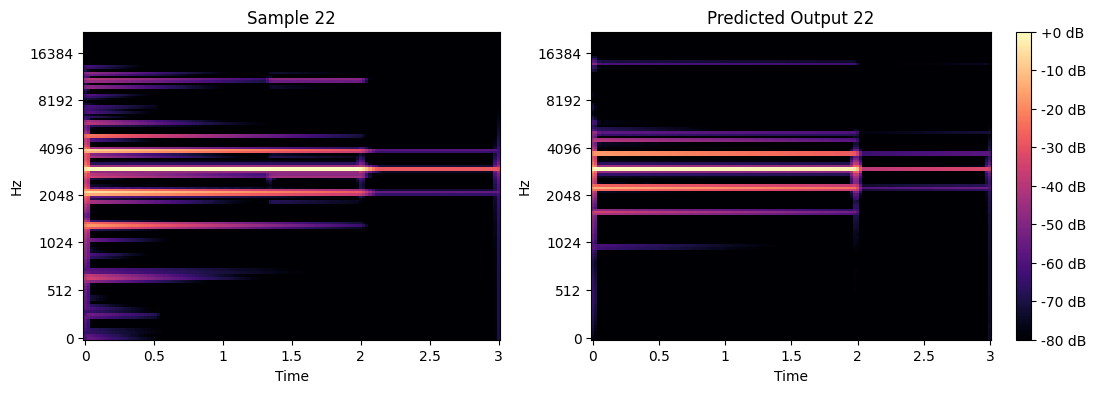 Sample 22
Predicted Output 22
Hz
16384
8192
4096
2048
1024
512
0
0
0.5
1
1.5
2
2.5
3
Time
Hz
16384
8192
4096
2048
1024
512
0
0
0.5
1
1.5
2
2.5
3
Time
+0 dB
-10 dB
-20 dB
-30 dB
-40 dB
-50 dB
-60 dB
-70 dB
-80 dB